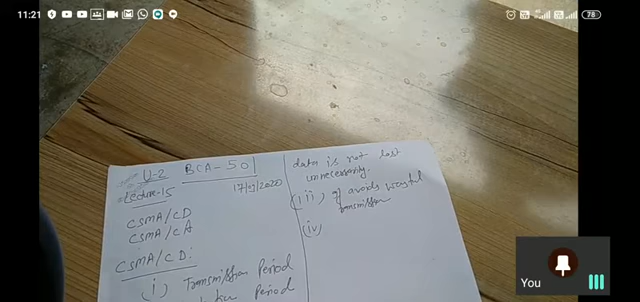 11:21
78
U-2 BCA-501
Lecture-15
17/09/2020
CSMA/CD
CSMA/CA
CSMA/CD:
(i) Transmission Period
Period
data is not lost
unnecessarily.
(iii) It avoids wasteful
transmission
(iv)
You